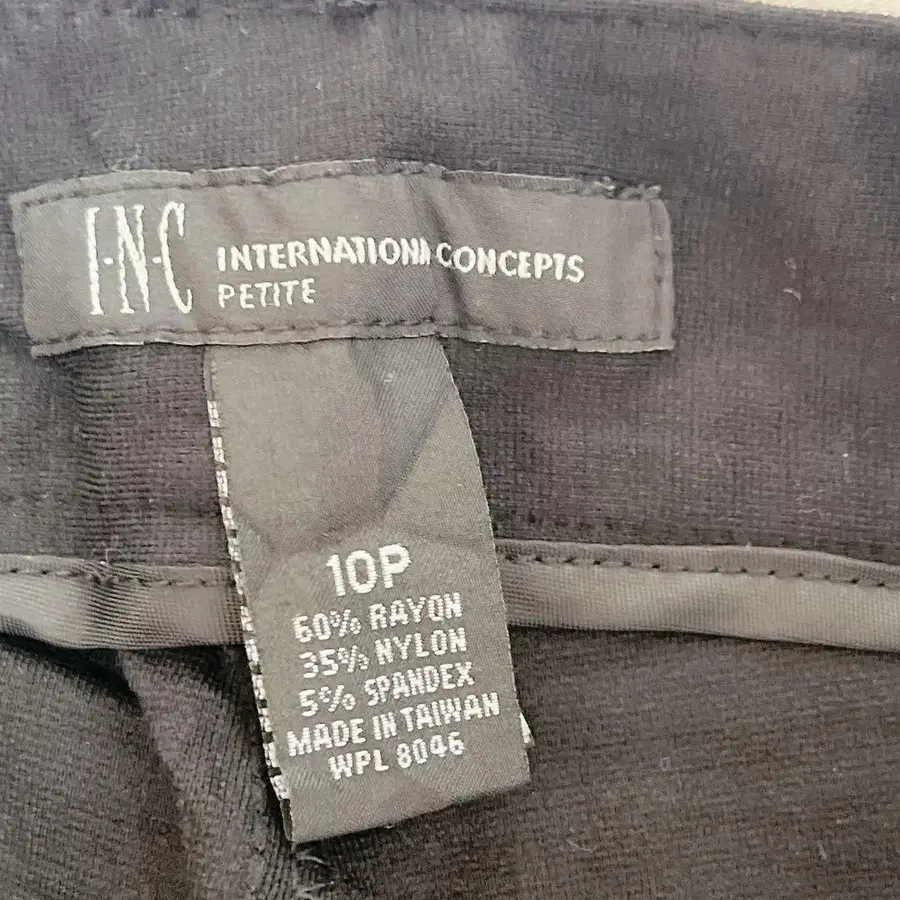 I·N·C INTERNATIONAL CONCEPTS
PETITE
10P
60% RAYON
35% NYLON
5% SPANDEX
MADE IN TAIWAN
WPL 8046